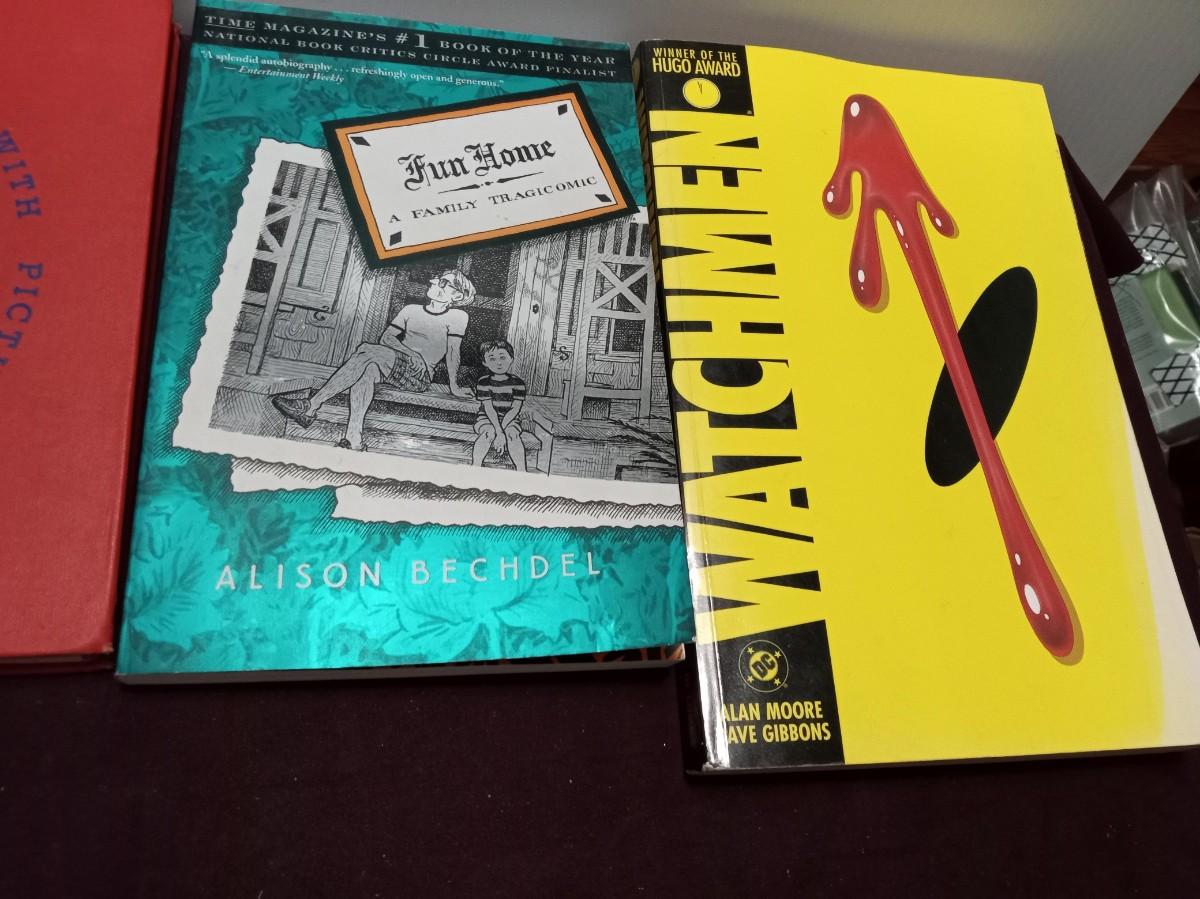 WITH PICT
TIME MAGAZINE'S #1 BOOK OF THE YEAR
NATIONAL BOOK CRITICS CIRCLE AWARD FINALIST
"A splendid autobiography . . . refreshingly open and generous."
—Entertainment Weekly
Fun Home
A FAMILY TRAGICOMIC
ALISON BECHDEL
WINNER OF THE
HUGO AWARD
WATCHMEN
DC
ALAN MOORE
AVE GIBBONS